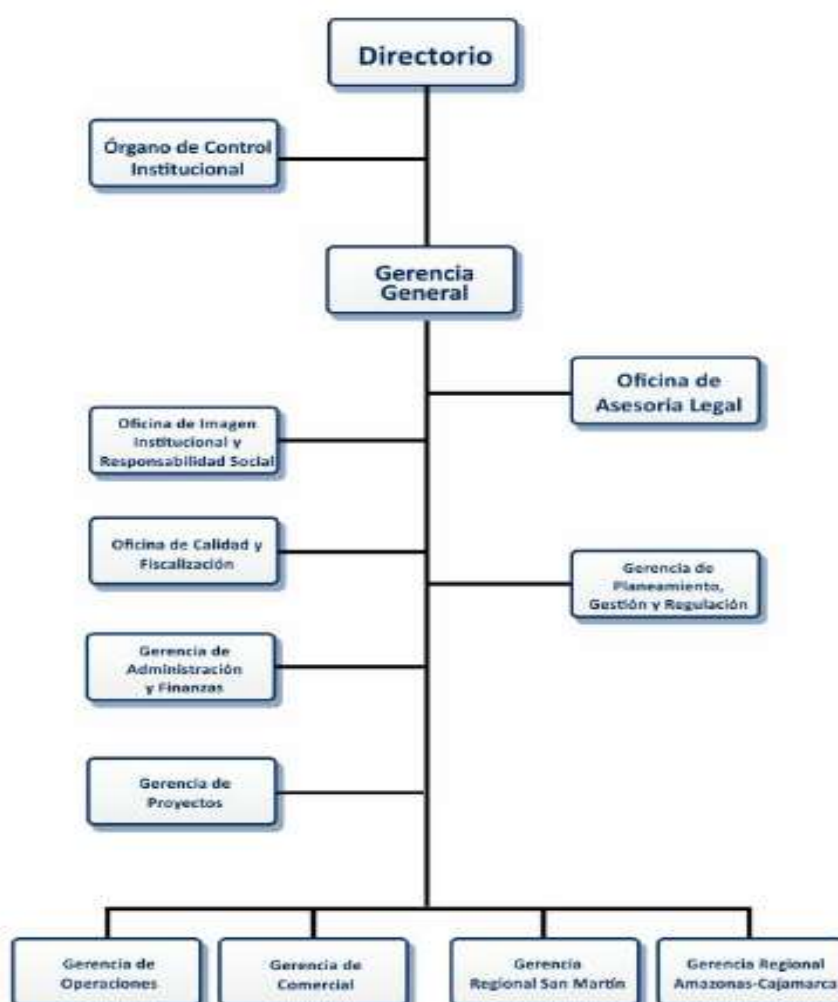 Directorio
Órgano de Control
Institucional
Gerencia
General
Oficina de
Asesoría Legal
Oficina de Imagen
Institucional y
Responsabilidad Social
Oficina de Calidad y
Fiscalización
Gerencia de
Planeamiento,
Gestión y Regulación
Gerencia de
Administración
y Finanzas
Gerencia de
Proyectos
Gerencia de
Operaciones
Gerencia de
Comercial
Gerencia
Regional San Martín
Gerencia Regional
Amazonas-Cajamarca